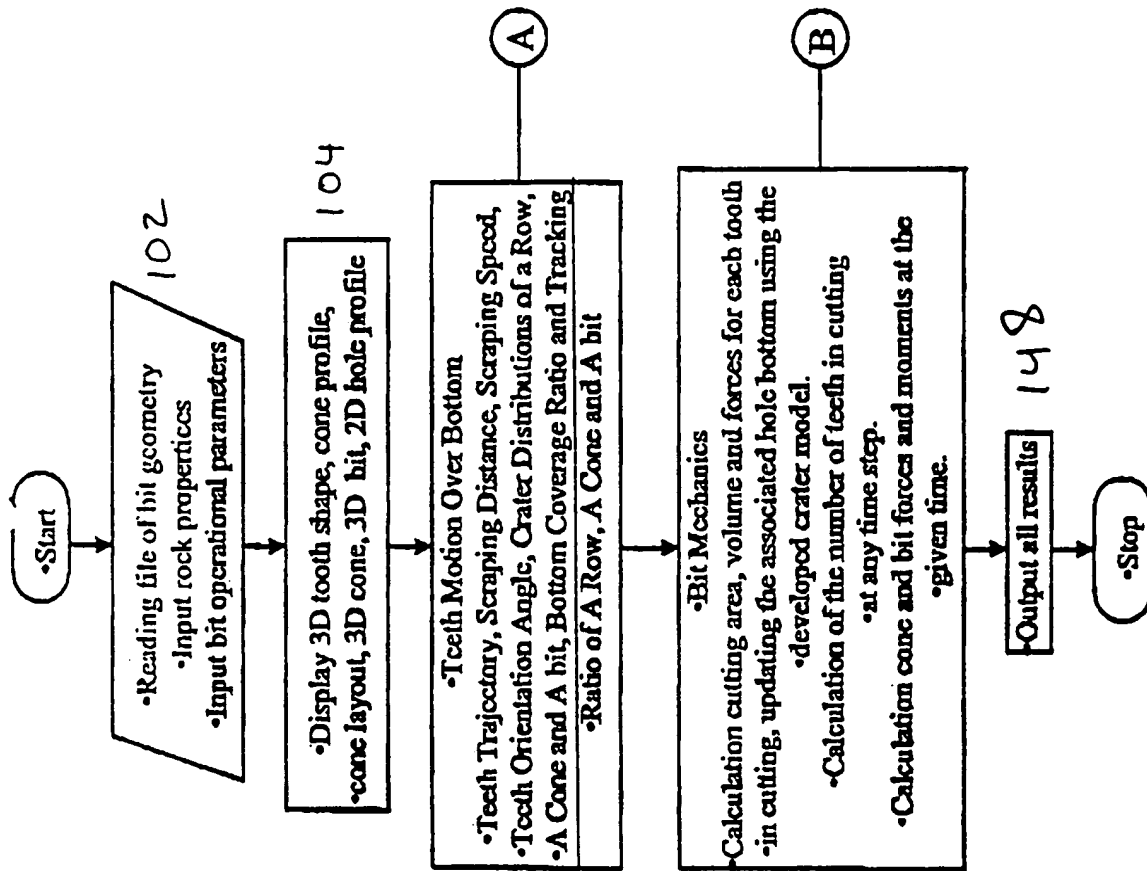 •Start
•Reading file of bit geometry
•Input rock properties
•Input bit operational parameters
102
•Display 3D tooth shape, cone profile,
•cone layout, 3D cone, 3D bit, 2D hole profile
104
•Teeth Motion Over Bottom
•Teeth Trajectory, Scraping Distance, Scraping Speed,
•Teeth Orientation Angle, Crater Distributions of a Row,
•A Cone and A bit, Bottom Coverage Ratio and Tracking
•Ratio of A Row, A Cone and A bit
A
•Bit Mechanics
•Calculation cutting area, volume and forces for each tooth
•in cutting, updating the associated hole bottom using the
•developed crater model.
•Calculation of the number of teeth in cutting
•at any time step.
•Calculation cone and bit forces and moments at the
•given time.
B
•Output all results
148
•Stop